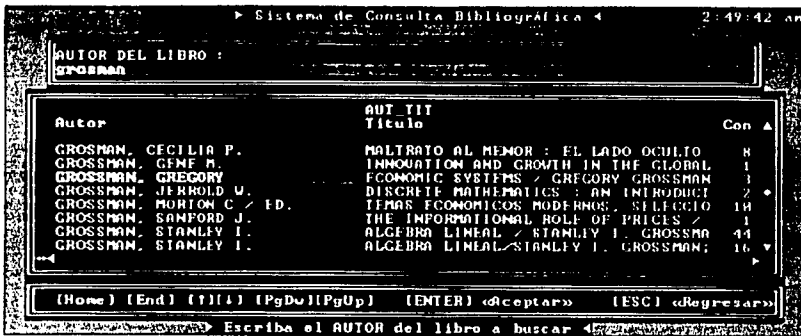 ► Sistema de Consulta Bibliográfica ◄ 2:49:42 am
AUTOR DEL LIBRO :
grosman
AUT_TIT
Autor Título Con ▲
GROSMAN, CECILIA P. MALTRATO AL MENOR : EL LADO OCULTO 8
GROSSMAN, GENE M. INNOVATION AND GROWTH IN THE GLOBAL 1
GROSSMAN, GREGORY ECONOMIC SYSTEMS / GREGORY GROSSMAN 1
GROSSMAN, JERROLD W. DISCRETE MATHEMATICS : AN INTRODUCT 2
GROSSMAN, MORTON C / ED. TEMAS ECONOMICOS MODERNOS, SELECCIO 10
GROSSMAN, SANFORD J. THE INFORMATIONAL ROLE OF PRICES / 1
GROSSMAN, STANLEY I. ALGEBRA LINEAL / STANLEY I. GROSSMA 44
GROSSMAN, STANLEY I. ALGEBRA LINEAL/STANLEY I. GROSSMAN; 16 ▼
[Home] [End] [↑][↓] [PgDw][PgUp] [ENTER] «Aceptar» [ESC] «Regresar»
► Escriba el AUTOR del libro a buscar ◄